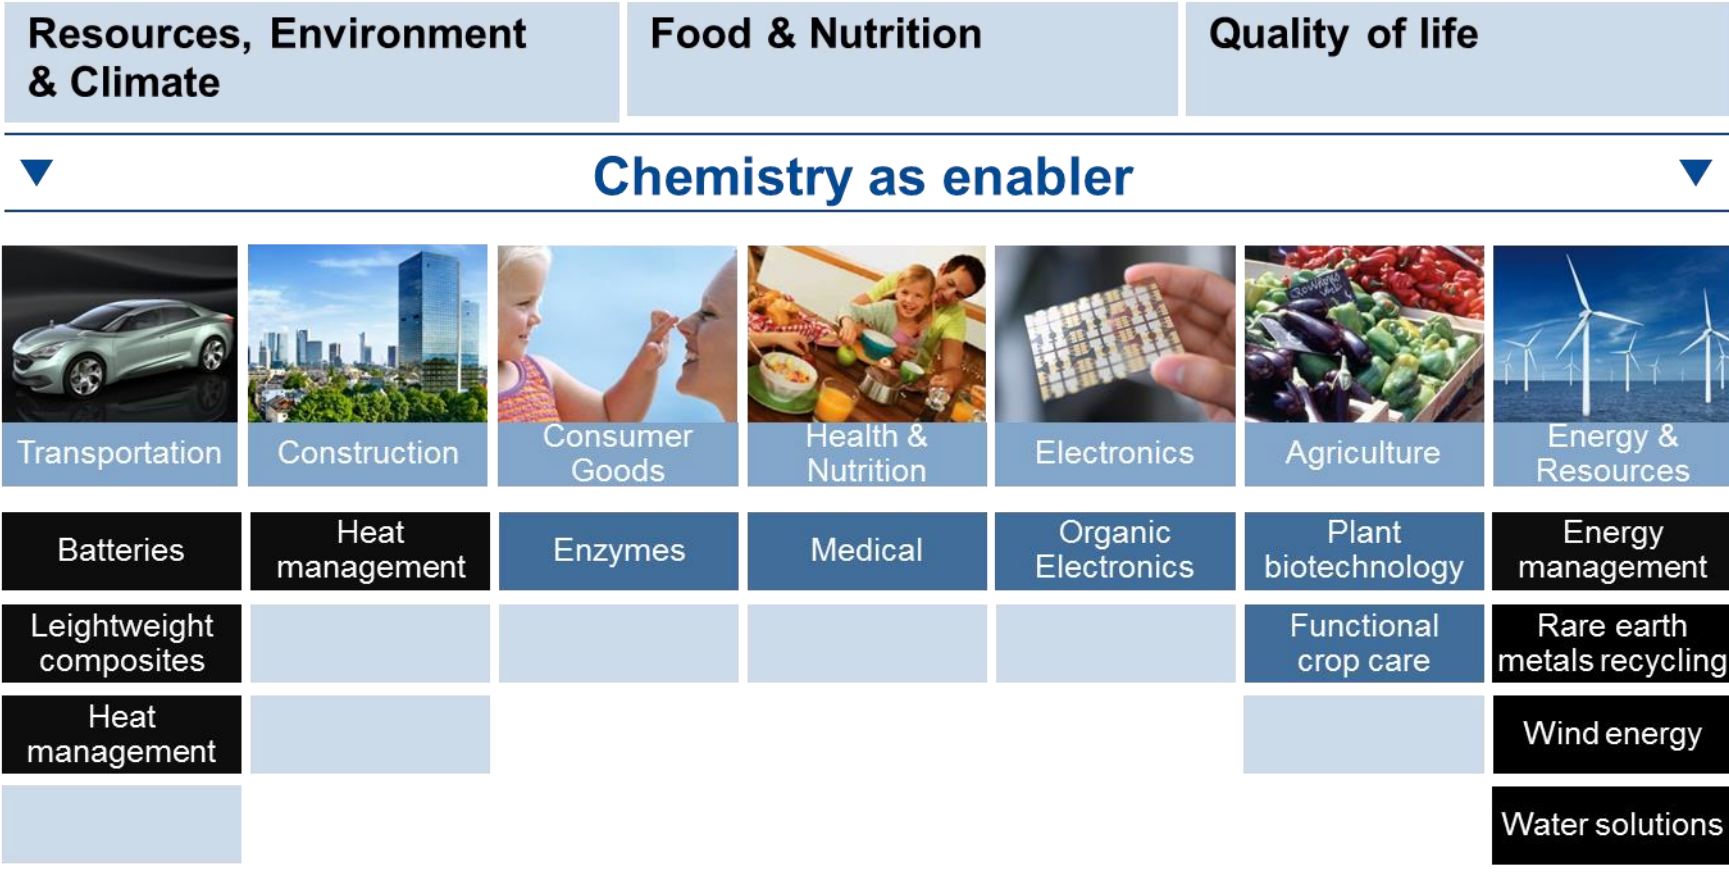 Resources, Environment
& Climate
Food & Nutrition
Quality of life
Chemistry as enabler
Transportation
Construction
Consumer
Goods
Health &
Nutrition
Electronics
Agriculture
Energy &
Resources
Batteries
Heat
management
Enzymes
Medical
Organic
Electronics
Plant
biotechnology
Energy
management
Leightweight
composites
Functional
crop care
Rare earth
metals recycling
Heat
management
Wind energy
Water solutions